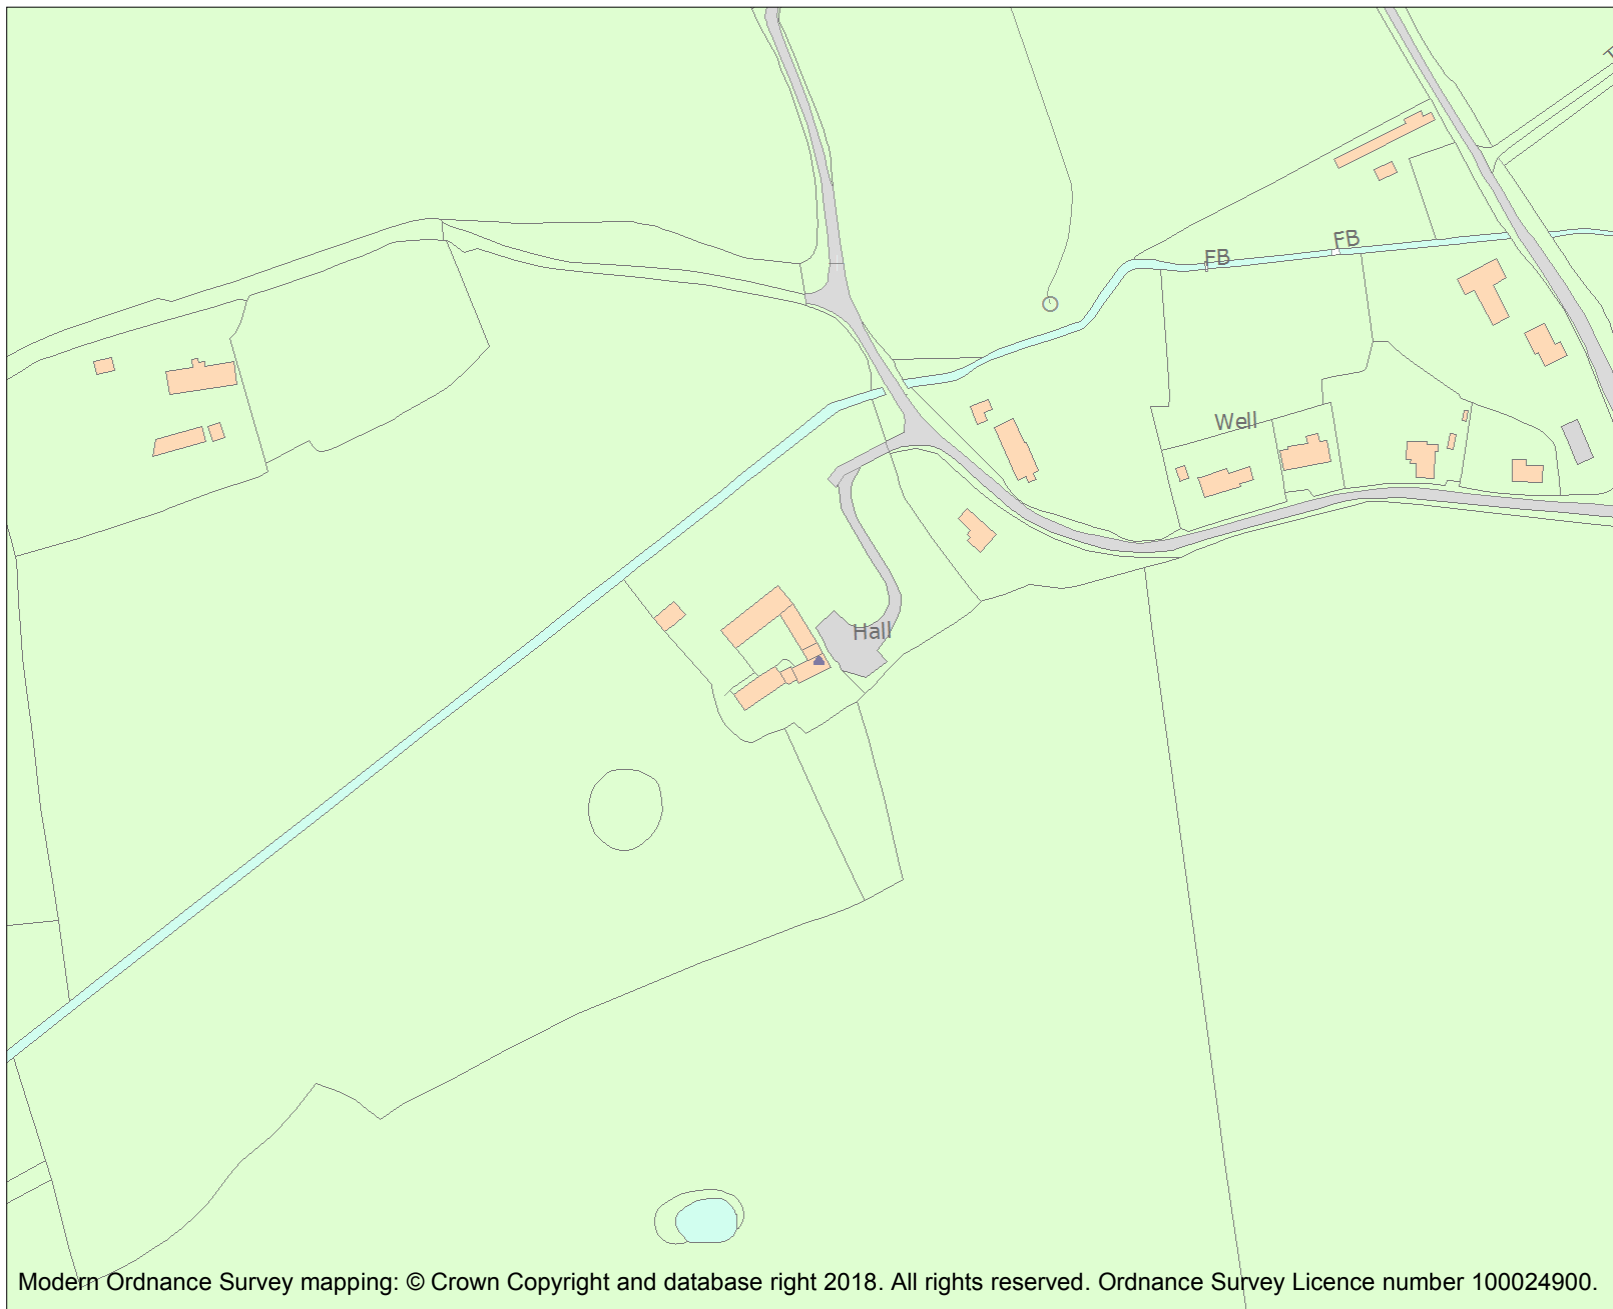 FB
FB
Well
Hall
Modern Ordnance Survey mapping: © Crown Copyright and database right 2018. All rights reserved. Ordnance Survey Licence number 100024900.